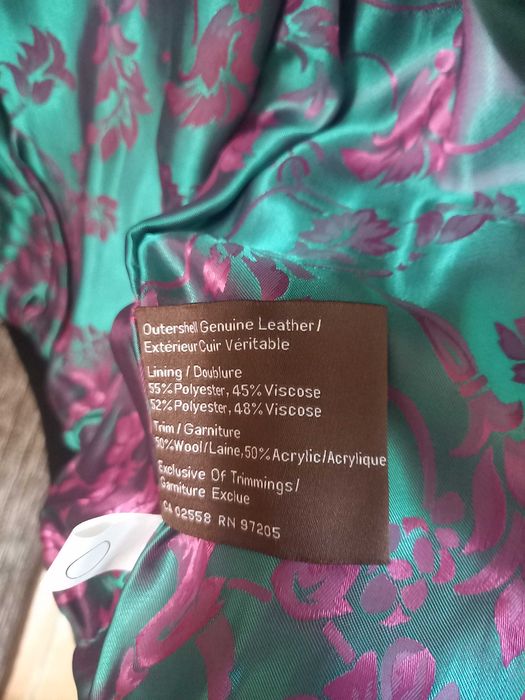 Outershell Genuine Leather/
Extérieur Cuir Véritable
Lining / Doublure
55% Polyester, 45% Viscose
52% Polyester, 48% Viscose
Trim / Garniture
50% Wool/Laine, 50% Acrylic/Acrylique
Exclusive Of Trimmings/
Garniture Exclue
CA 02558 RN 97205